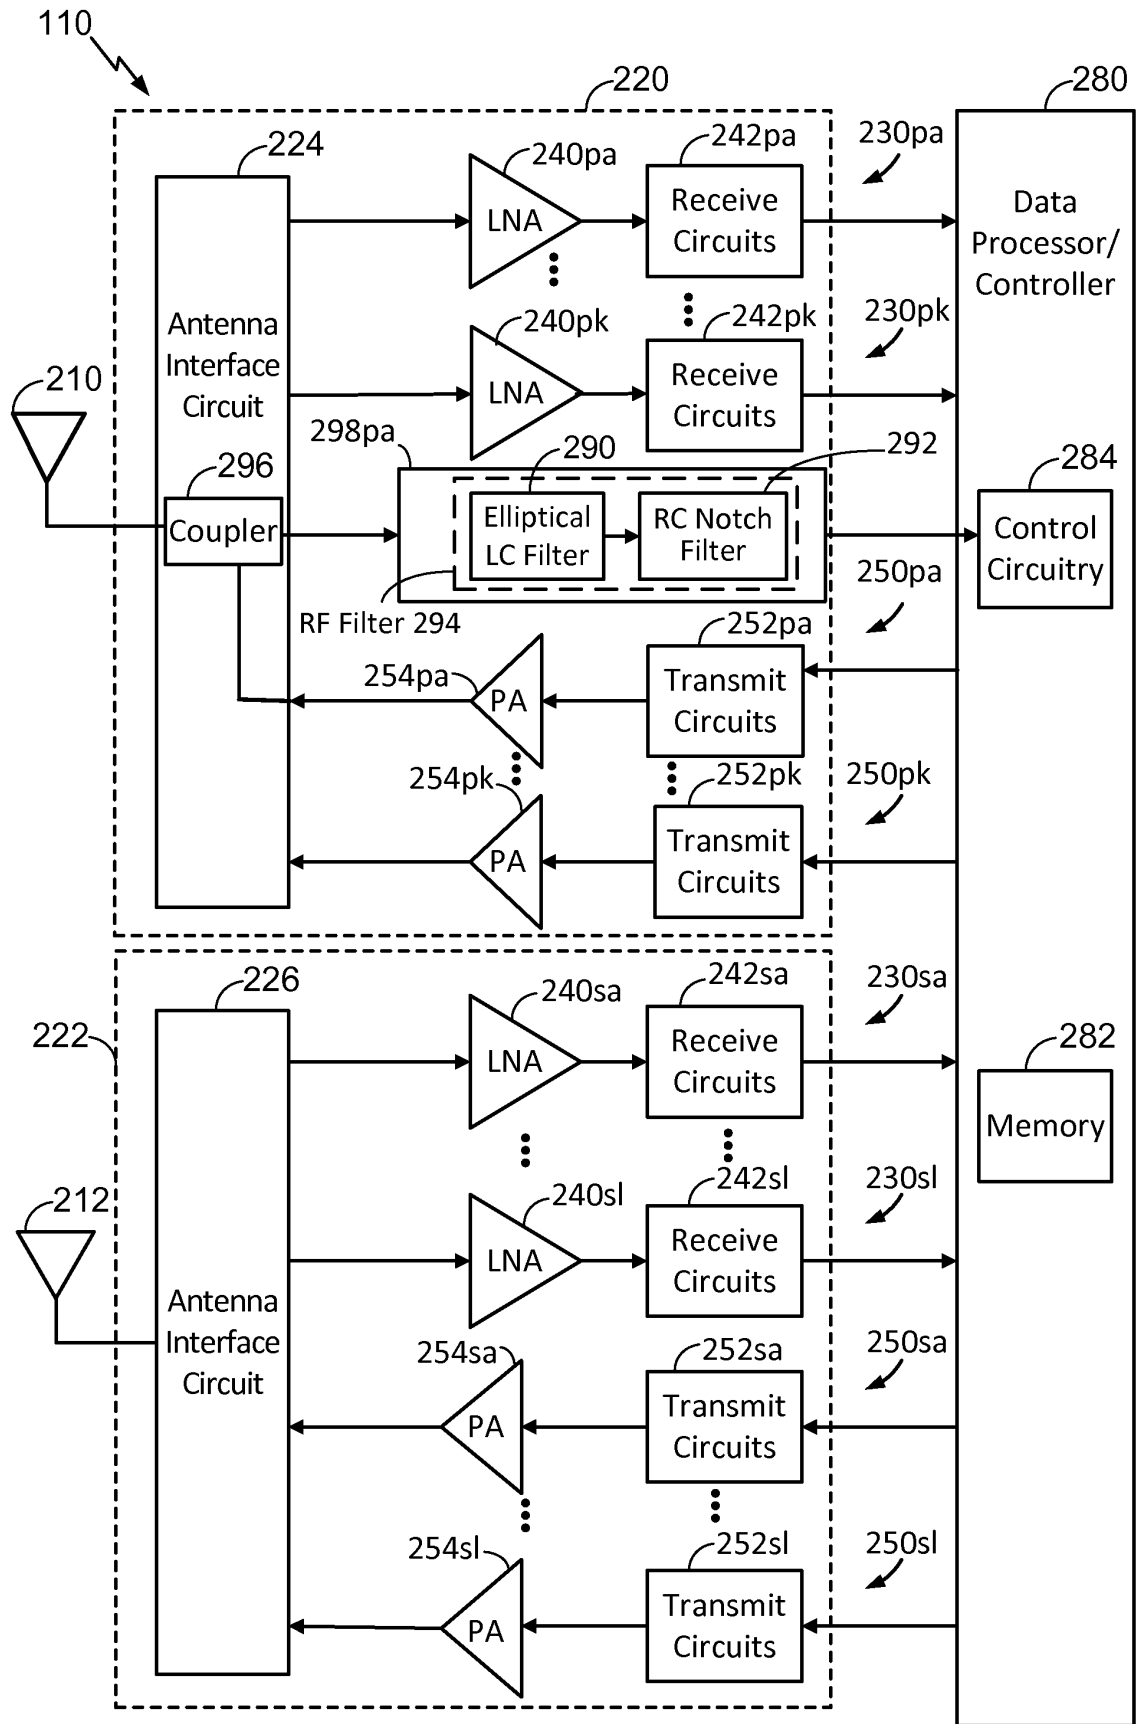 110
220
280
224
240pa
242pa
230pa
LNA
Receive
Circuits
Data
Processor/
Controller
240pk
242pk
230pk
Antenna
Interface
Circuit
LNA
Receive
Circuits
210
298pa
290
292
284
296
Coupler
Elliptical
LC Filter
RC Notch
Filter
Control
Circuitry
RF Filter 294
250pa
252pa
254pa
PA
Transmit
Circuits
254pk
252pk
250pk
PA
Transmit
Circuits
226
240sa
242sa
230sa
222
LNA
Receive
Circuits
282
Memory
212
240sl
242sl
230sl
LNA
Receive
Circuits
Antenna
Interface
Circuit
254sa
252sa
250sa
PA
Transmit
Circuits
254sl
252sl
250sl
PA
Transmit
Circuits